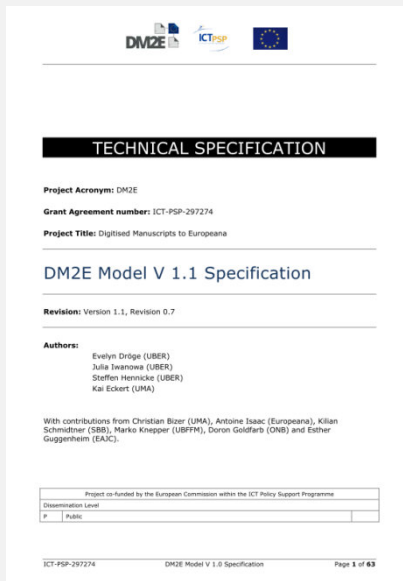 DM2E
ICT PSP
TECHNICAL SPECIFICATION
Project Acronym: DM2E
Grant Agreement number: ICT-PSP-297274
Project Title: Digitised Manuscripts to Europeana
DM2E Model V 1.1 Specification
Revision: Version 1.1, Revision 0.7
Authors:
Evelyn Dröge (UBER)
Julia Iwanowa (UBER)
Steffen Hennicke (UBER)
Kai Eckert (UMA)
With contributions from Christian Bizer (UMA), Antoine Isaac (Europeana), Kilian
Schmidtner (SBB), Marko Knepper (UBFFM), Doron Goldfarb (ONB) and Esther
Guggenheim (EAJC).
Project co-funded by the European Commission within the ICT Policy Support Programme
Dissemination Level
P Public
ICT-PSP-297274 DM2E Model V 1.0 Specification Page 1 of 63